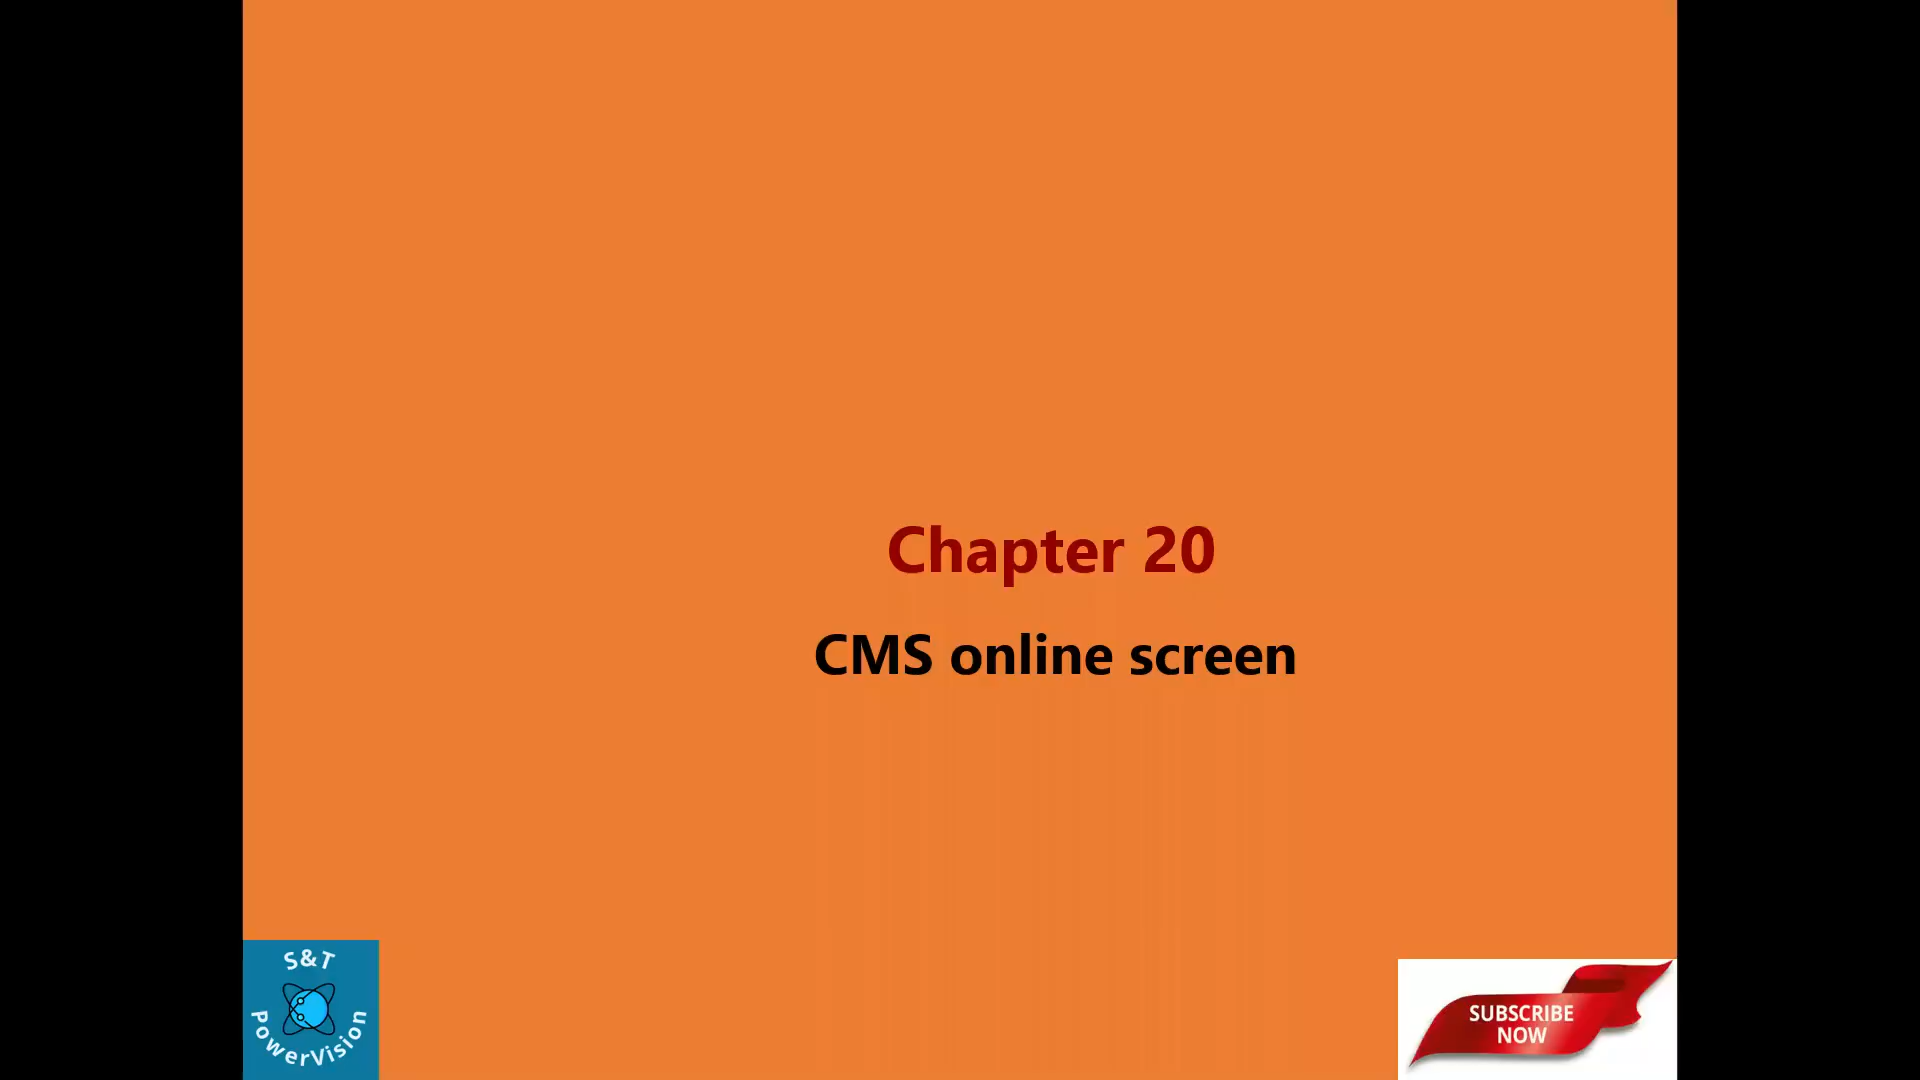 Chapter 20
CMS online screen
S&T
PowerVision
SUBSCRIBE
NOW